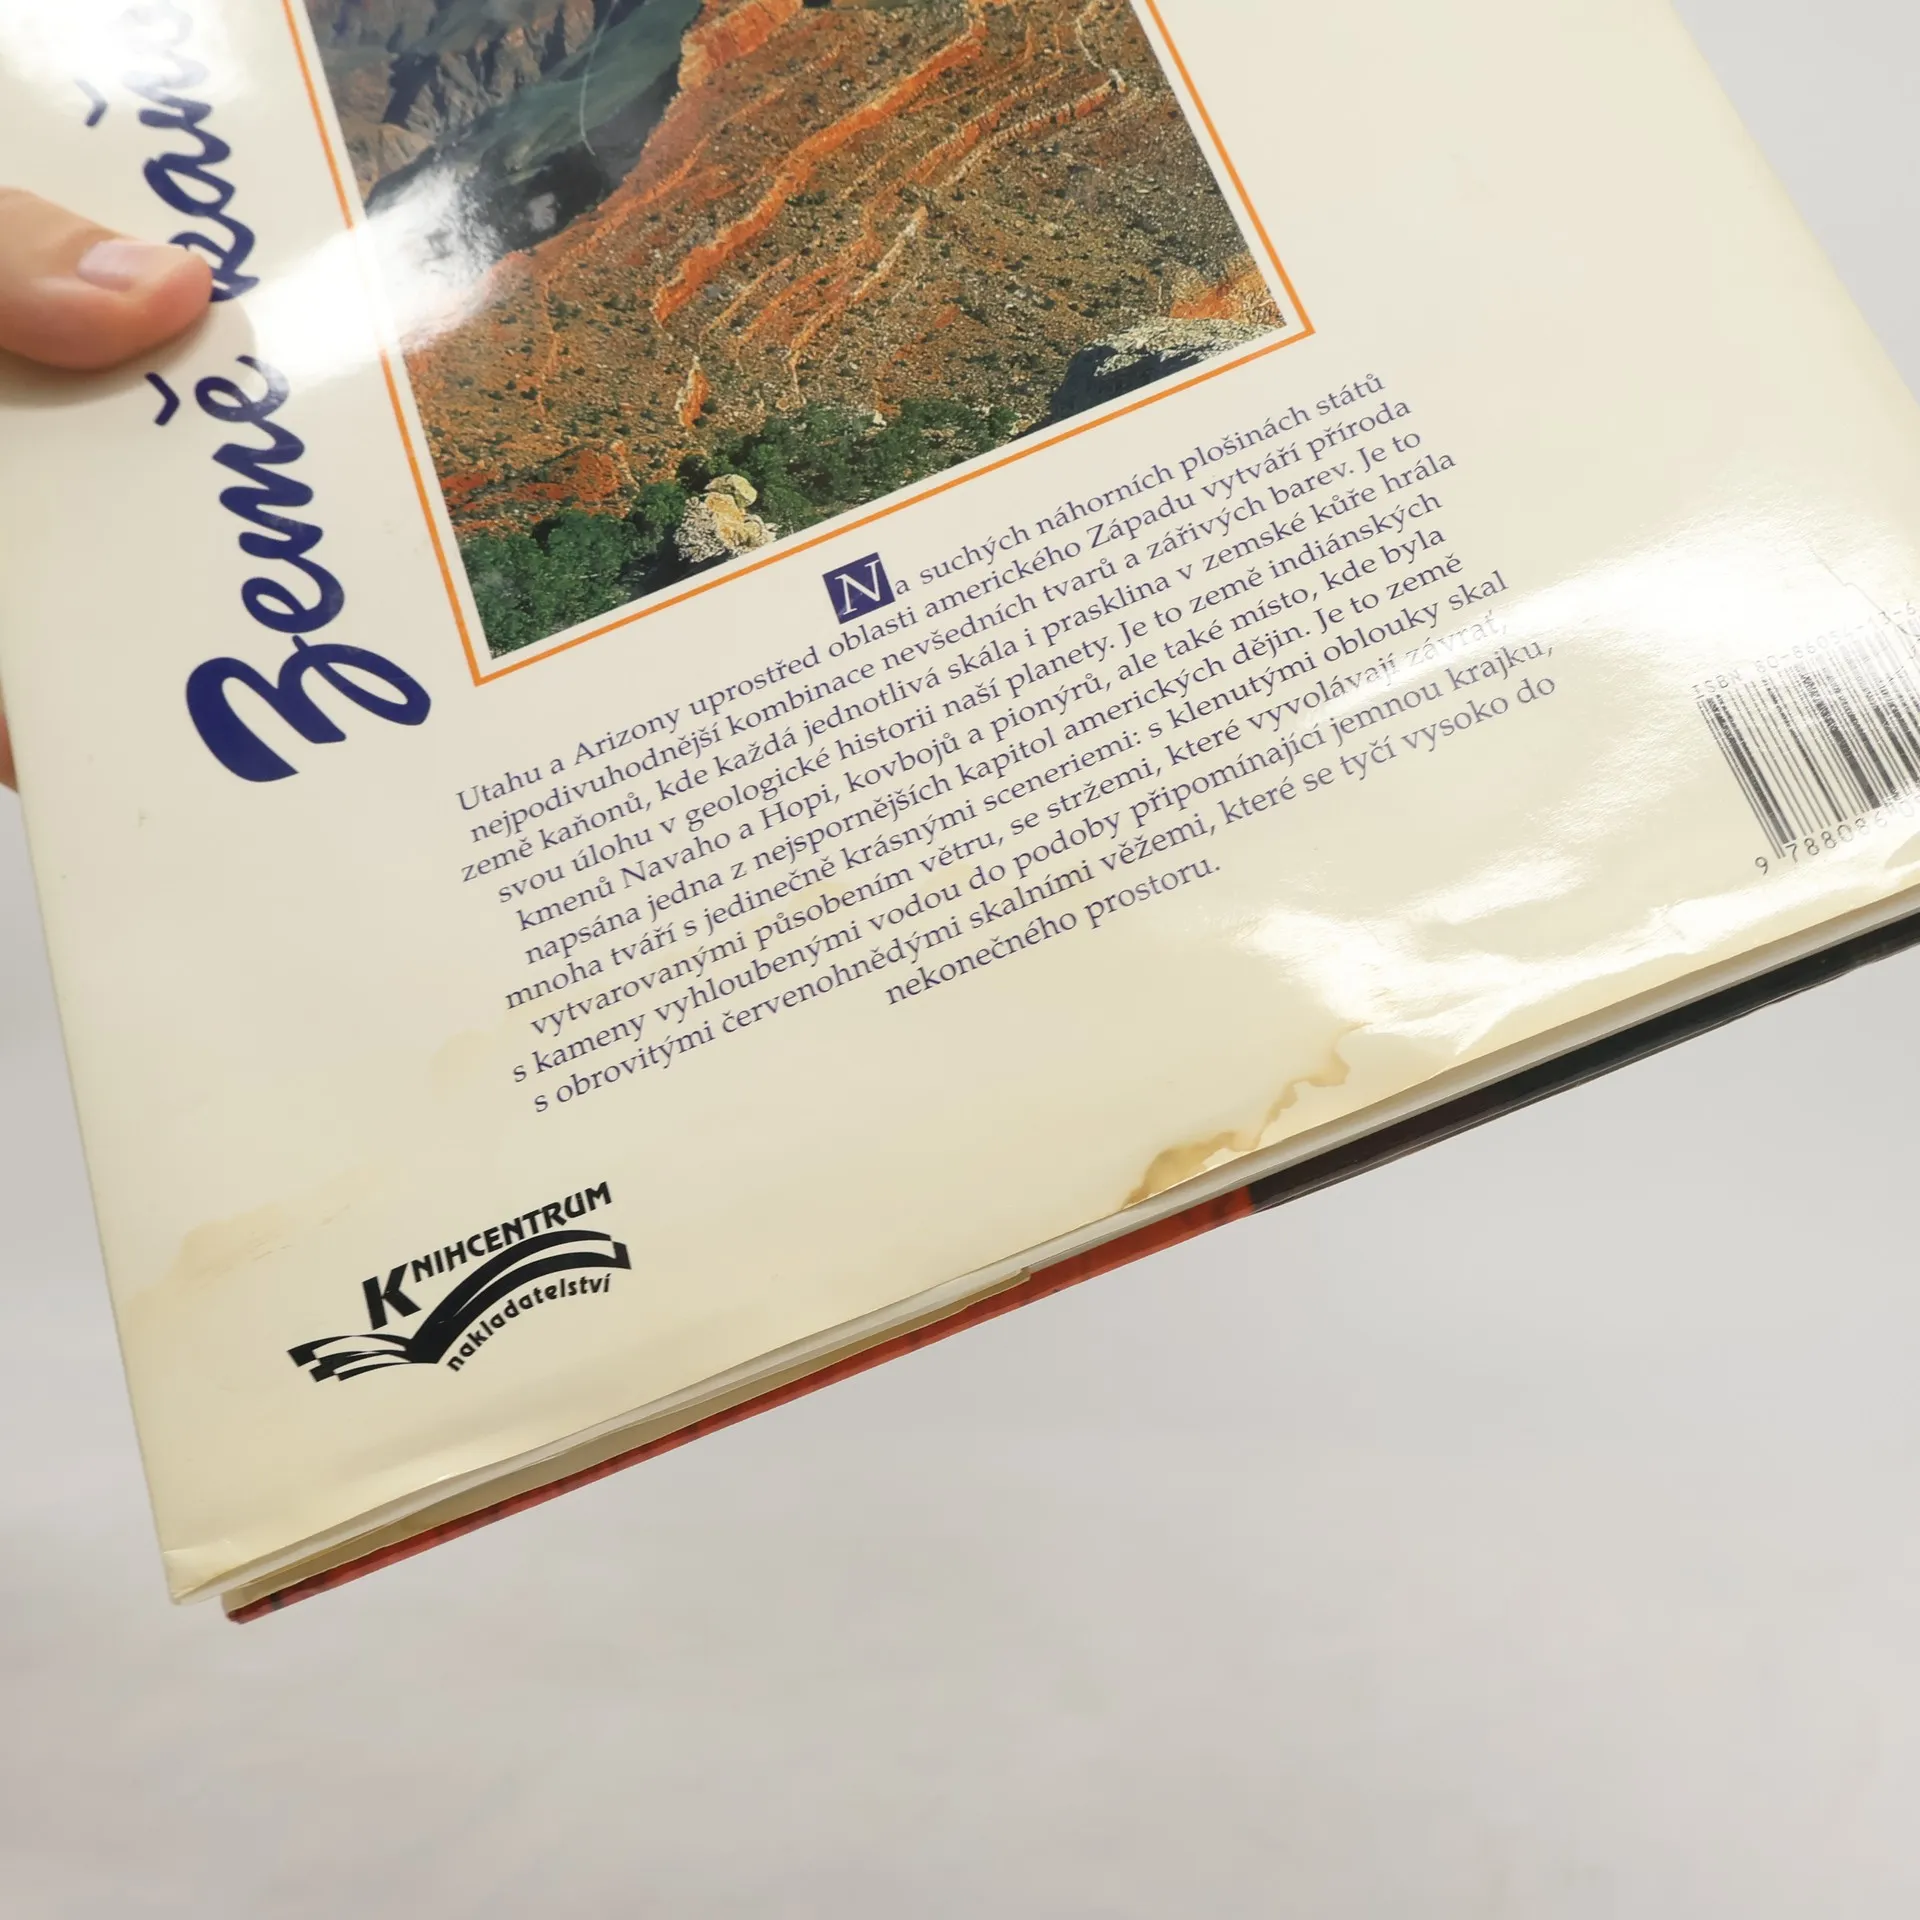 Země kaňo
Na suchých náhorních plošinách států
Utahu a Arizony uprostřed oblasti amerického Západu vytváří příroda
nejpodivuhodnější kombinace nevšedních tvarů a zářivých barev. Je to
země kaňonů, kde každá jednotlivá skála i prasklina v zemské kůře hrála
svou úlohu v geologické historii naší planety. Je to země indiánských
kmenů Navaho a Hopi, kovbojů a pionýrů, ale také místo, kde byla
napsána jedna z nejspornějších kapitol amerických dějin. Je to země
mnoha tváří s jedinečně krásnými sceneriemi: s klenutými oblouky skal
vytvarovanými působením větru, se stržemi, které vyvolávají závrať,
s kameny vyhloubenými vodou do podoby připomínající jemnou krajku,
s obrovitými červenohnědými skalními věžemi, které se tyčí vysoko do
nekonečného prostoru.
ISBN
KNIHCENTRUM
nakladatelství